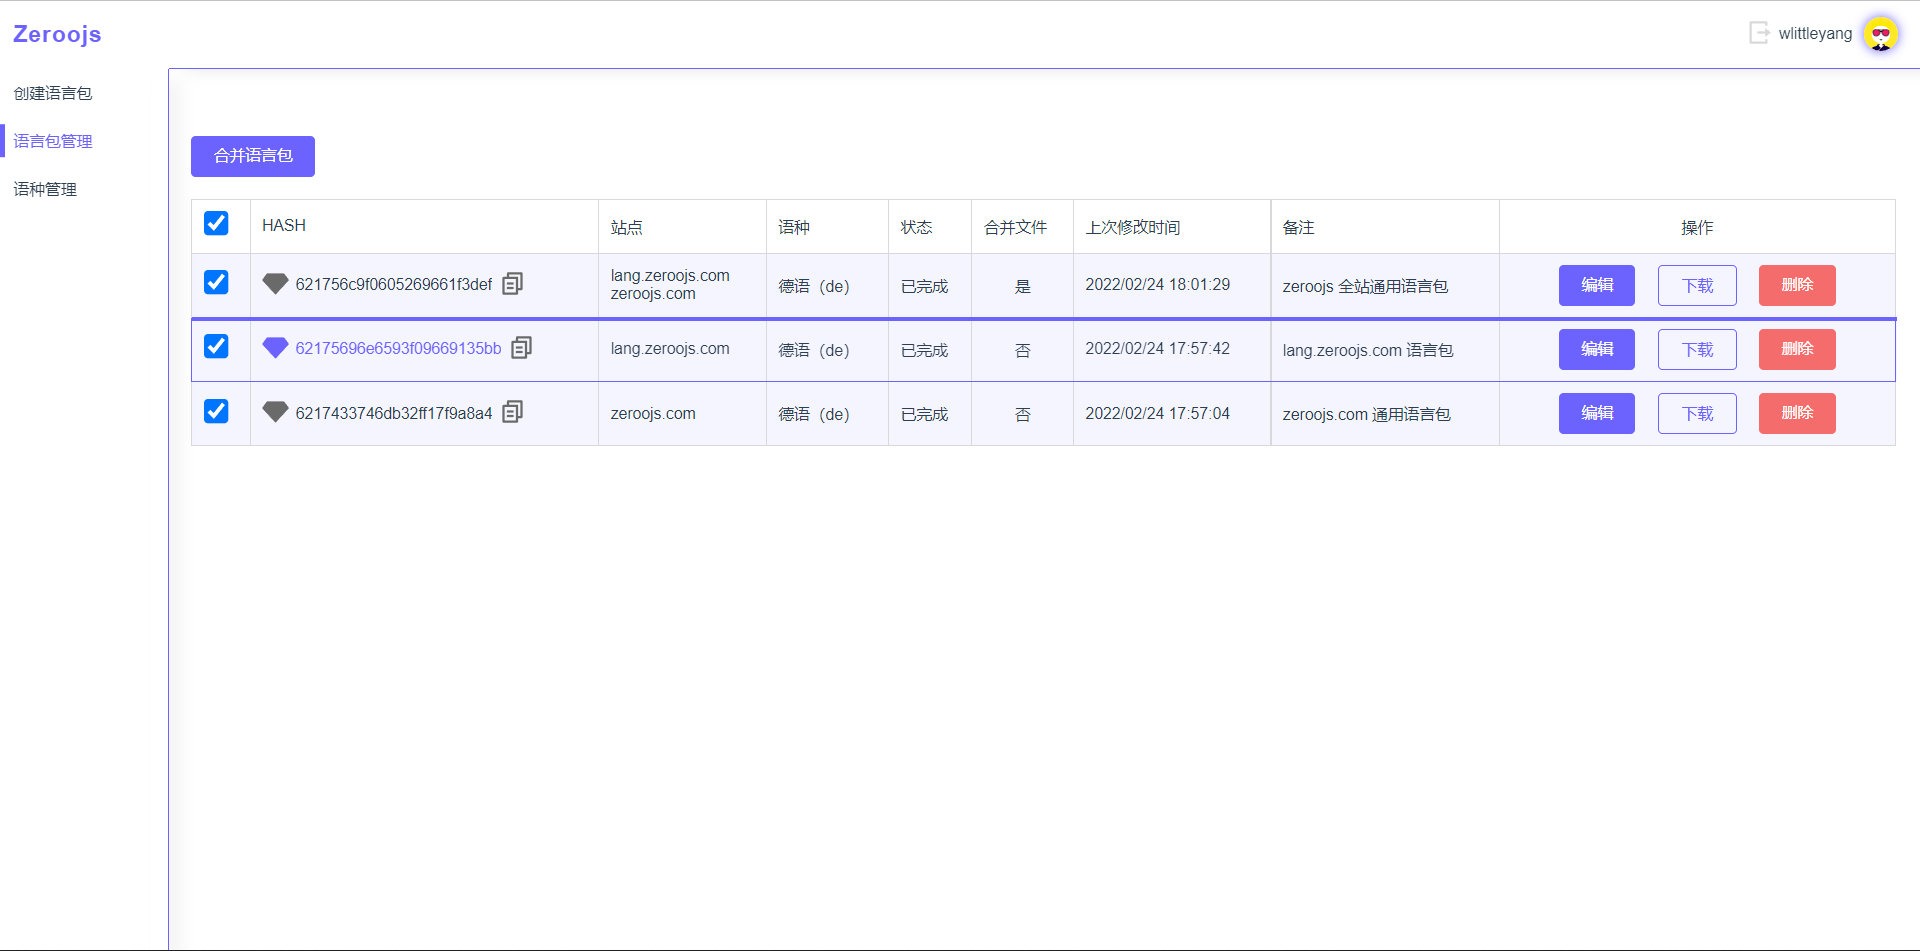 Zeroojs
wlittleyang
创建语言包
语言包管理
语种管理
合并语言包
HASH 站点 语种 状态 合并文件 上次修改时间 备注 操作
621756c9f0605269661f3def lang.zeroojs.com 德语（de） 已完成 是 2022/02/24 18:01:29 zeroojs 全站通用语言包 编辑 下载 删除
zeroojs.com
62175696e6593f09669135bb lang.zeroojs.com 德语（de） 已完成 否 2022/02/24 17:57:42 lang.zeroojs.com 语言包 编辑 下载 删除
6217433746db32ff17f9a8a4 zeroojs.com 德语（de） 已完成 否 2022/02/24 17:57:04 zeroojs.com 通用语言包 编辑 下载 删除